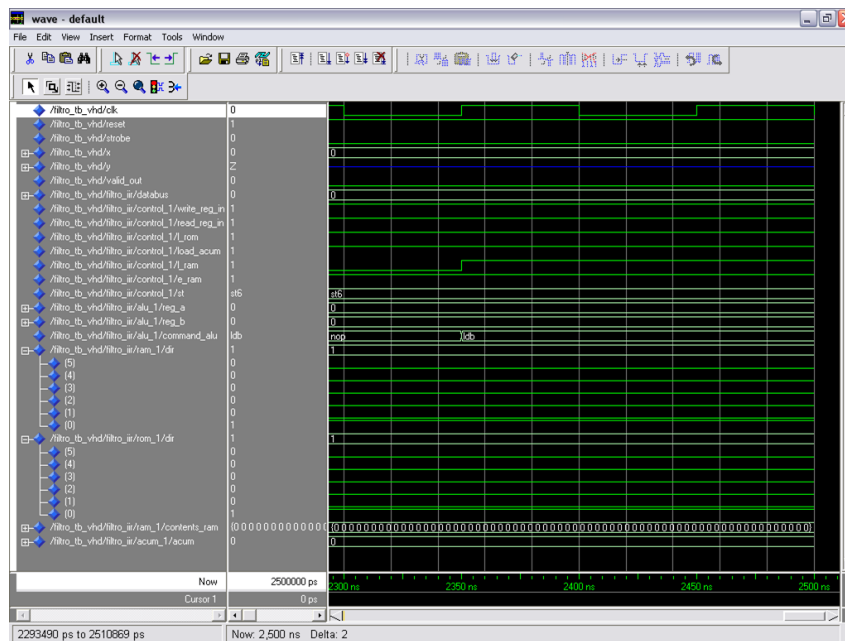 wave - default
File Edit View Insert Format Tools Window
/filtro_tb_vhd/clk 0
/filtro_tb_vhd/reset 1
/filtro_tb_vhd/strobe 0
/filtro_tb_vhd/x 0 0
/filtro_tb_vhd/y Z
/filtro_tb_vhd/valid_out 0
/filtro_tb_vhd/filtro_iir/databus 0 0
/filtro_tb_vhd/filtro_iir/control_1/write_reg_in 1
/filtro_tb_vhd/filtro_iir/control_1/read_reg_in 1
/filtro_tb_vhd/filtro_iir/control_1/l_rom 1
/filtro_tb_vhd/filtro_iir/control_1/load_acum 1
/filtro_tb_vhd/filtro_iir/control_1/l_ram 1
/filtro_tb_vhd/filtro_iir/control_1/e_ram 1
/filtro_tb_vhd/filtro_iir/control_1/st st6 st6
/filtro_tb_vhd/filtro_iir/alu_1/reg_a 0 0
/filtro_tb_vhd/filtro_iir/alu_1/reg_b 0 0
/filtro_tb_vhd/filtro_iir/alu_1/command_alu ldb nop ldb
/filtro_tb_vhd/filtro_iir/ram_1/dir 1 1
(5) 0
(4) 0
(3) 0
(2) 0
(1) 0
(0) 1
/filtro_tb_vhd/filtro_iir/rom_1/dir 1 1
(5) 0
(4) 0
(3) 0
(2) 0
(1) 0
(0) 1
/filtro_tb_vhd/filtro_iir/ram_1/contents_ram
/filtro_tb_vhd/filtro_iir/acum_1/acum 0 0
Now 2500000 ps 2300 ns 2350 ns 2400 ns 2450 ns 2500 ns
Cursor 1 0 ps
2293490 ps to 2510869 ps Now: 2,500 ns Delta: 2